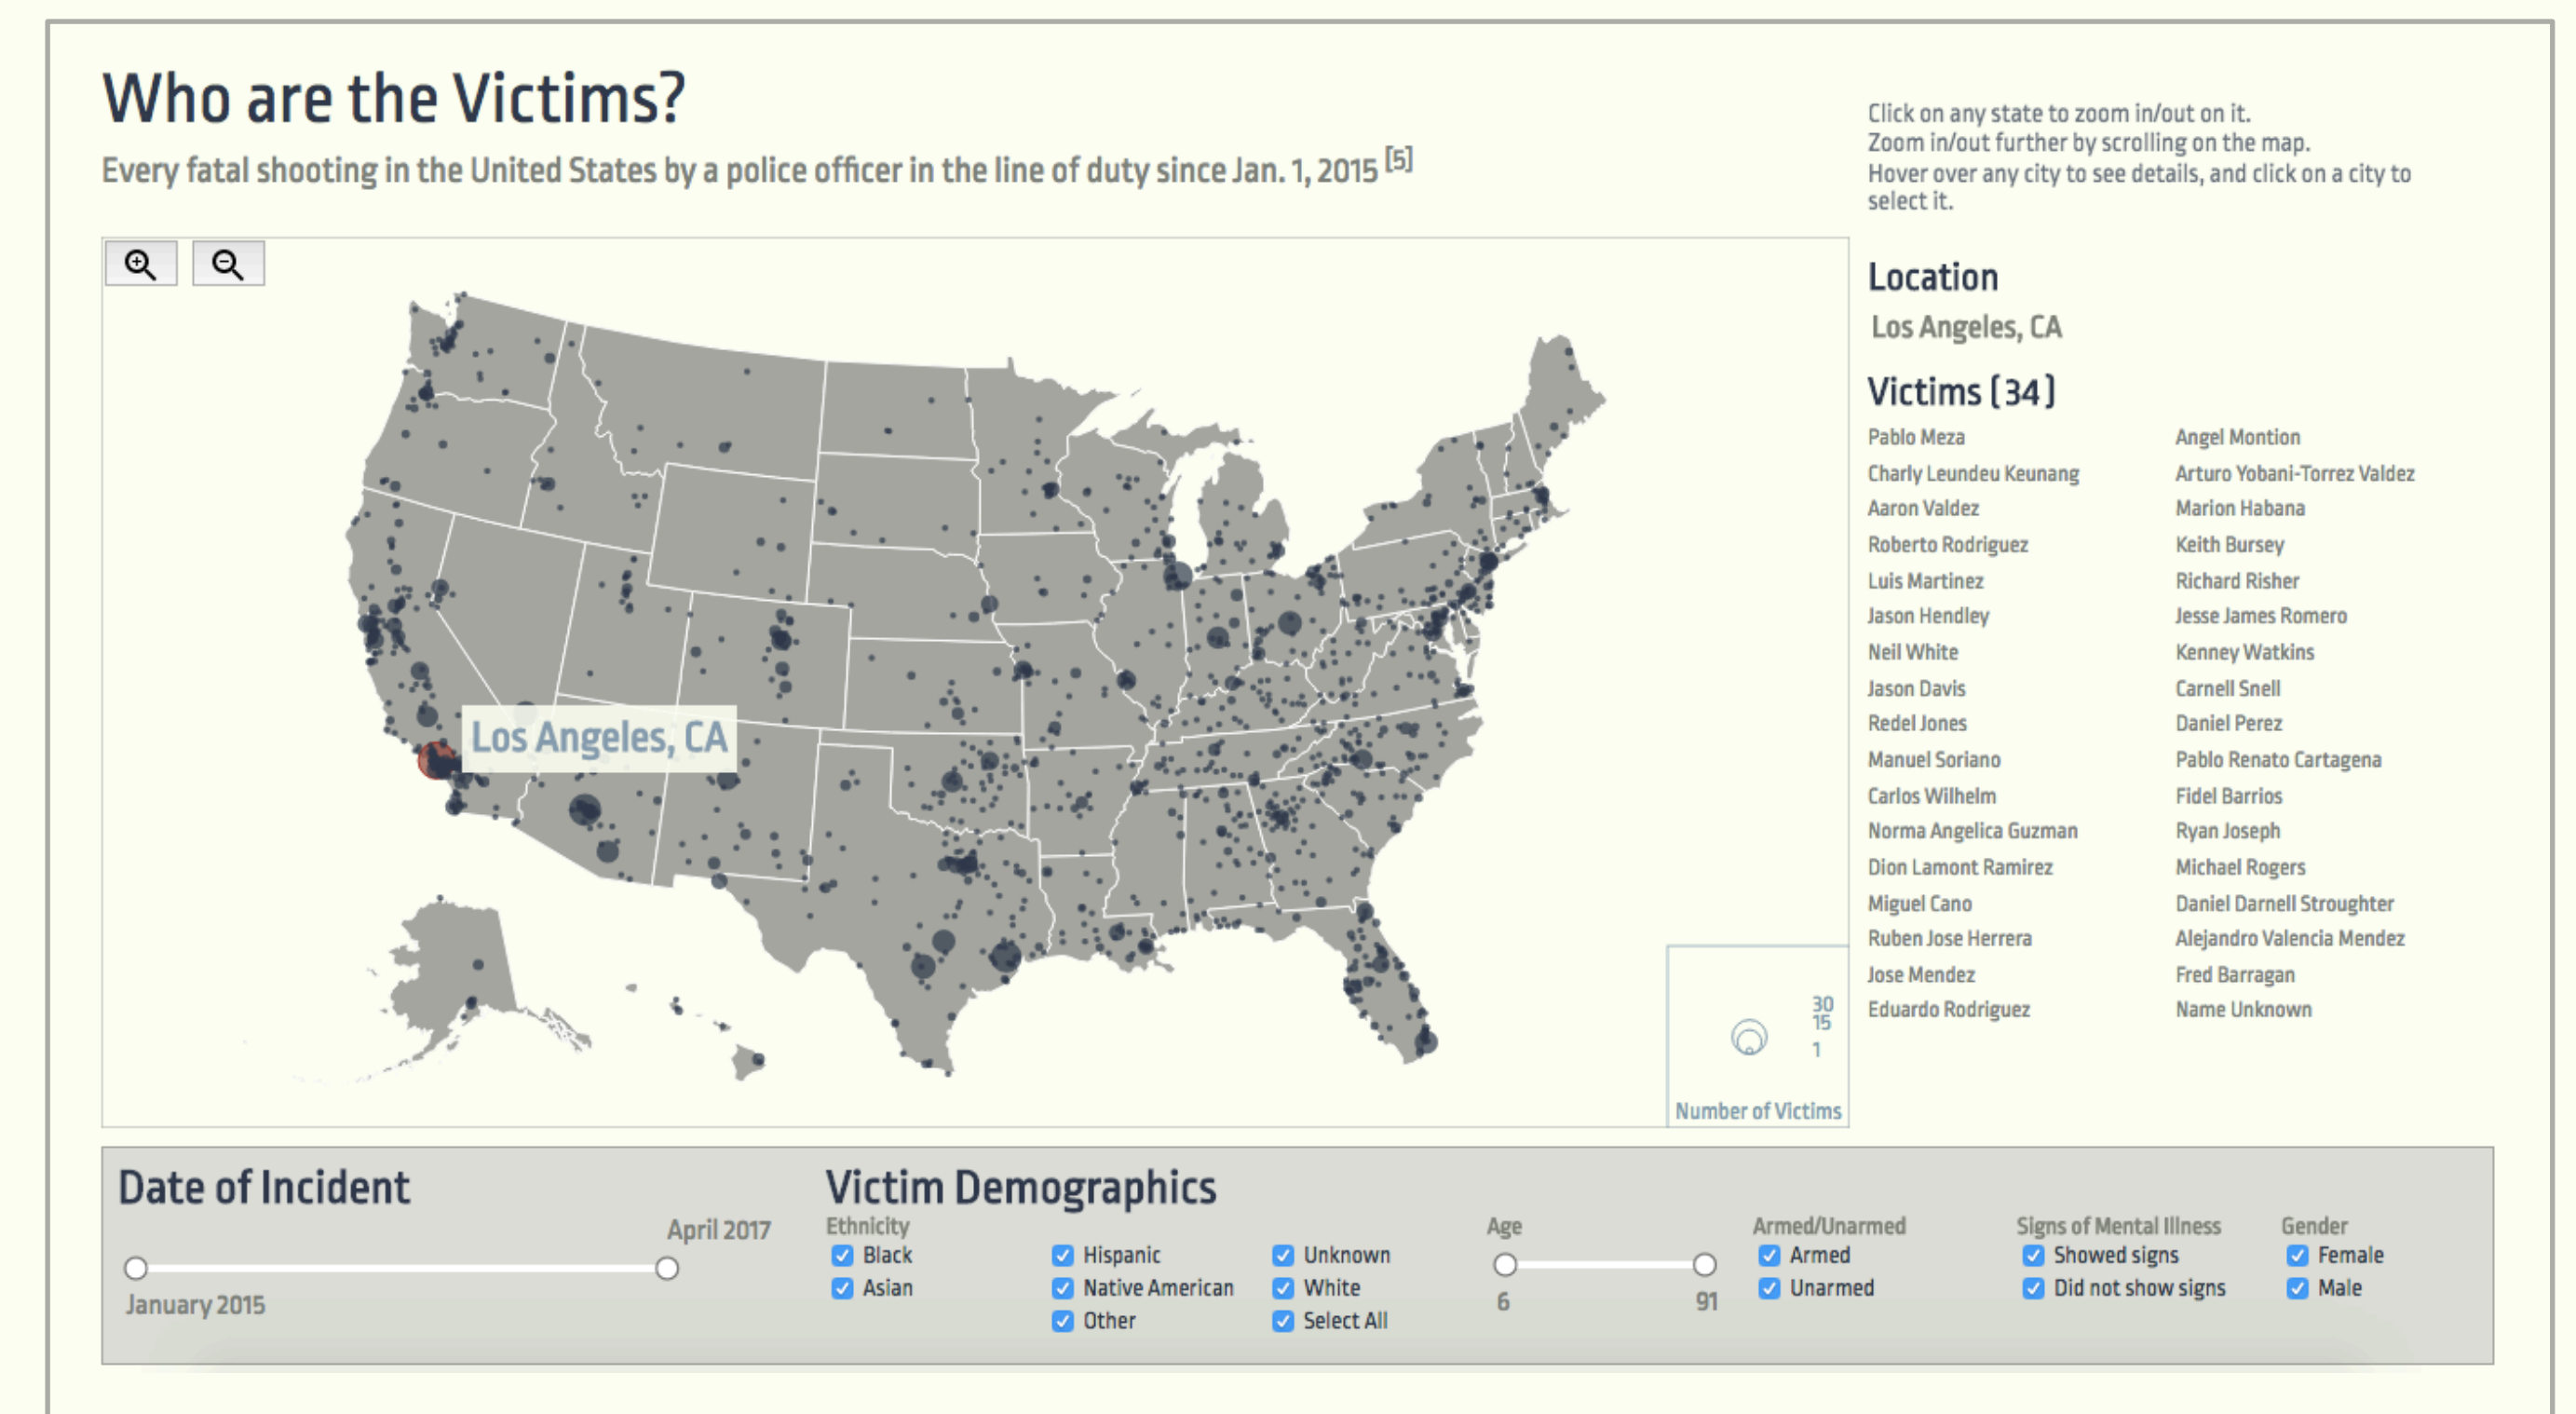 Who are the Victims?
Every fatal shooting in the United States by a police officer in the line of duty since Jan. 1, 2015 [5]
Click on any state to zoom in/out on it.
Zoom in/out further by scrolling on the map.
Hover over any city to see details, and click on a city to
select it.
Los Angeles, CA
30
15
1
Number of Victims
Location
Los Angeles, CA
Victims (34)
Pablo Meza
Charly Leundeu Keunang
Aaron Valdez
Roberto Rodriguez
Luis Martinez
Jason Hendley
Neil White
Jason Davis
Redel Jones
Manuel Soriano
Carlos Wilhelm
Norma Angelica Guzman
Dion Lamont Ramirez
Miguel Cano
Ruben Jose Herrera
Jose Mendez
Eduardo Rodriguez
Angel Montion
Arturo Yobani-Torrez Valdez
Marion Habana
Keith Bursey
Richard Risher
Jesse James Romero
Kenney Watkins
Carnell Snell
Daniel Perez
Pablo Renato Cartagena
Fidel Barrios
Ryan Joseph
Michael Rogers
Daniel Darnell Stroughter
Alejandro Valencia Mendez
Fred Barragan
Name Unknown
Date of Incident
April 2017
January 2015
Victim Demographics
Ethnicity
Black
Asian
Hispanic
Native American
Other
Unknown
White
Select All
Age
6
91
Armed/Unarmed
Armed
Unarmed
Signs of Mental Illness
Showed signs
Did not show signs
Gender
Female
Male